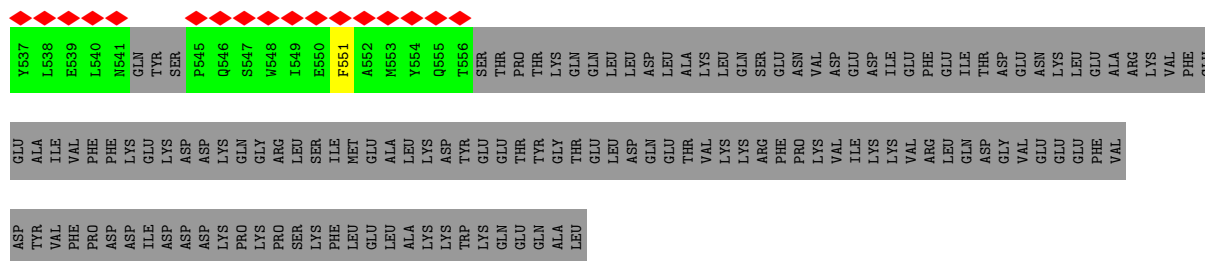 Y537 L538 E539 L540 N541 GLN TYR SER P545 Q546 S547 W548 I549 E550 F551 A552 M553 Y554 Q555 T556 SER THR PRO THR LYS GLN GLN LEU LEU ASP LEU ALA LYS LEU GLN SER GLU ASN VAL ASP GLU ASP ILE GLU PHE GLU ILE THR ASP GLU ASN LYS LEU GLU ALA ARG LYS VAL PHE GLU
GLU ALA ILE VAL PHE PHE LYS GLU LYS ASP ASP LYS GLN GLY ARG LEU SER ILE MET GLU ALA LEU LYS ASP TYR GLU GLU THR TYR GLY THR GLU LEU ASP GLN GLU THR VAL LYS LYS ARG PHE PRO LYS VAL ILE LYS LYS VAL ARG LEU GLN ASP GLY VAL GLU GLU GLU PHE VAL
ASP TYR VAL PHE PRO ASP ASP ILE ASP ASP ASP LYS PRO LYS PRO SER LYS PHE LEU GLU LEU ALA LYS LYS TRP LYS GLN GLU GLN ALA LEU